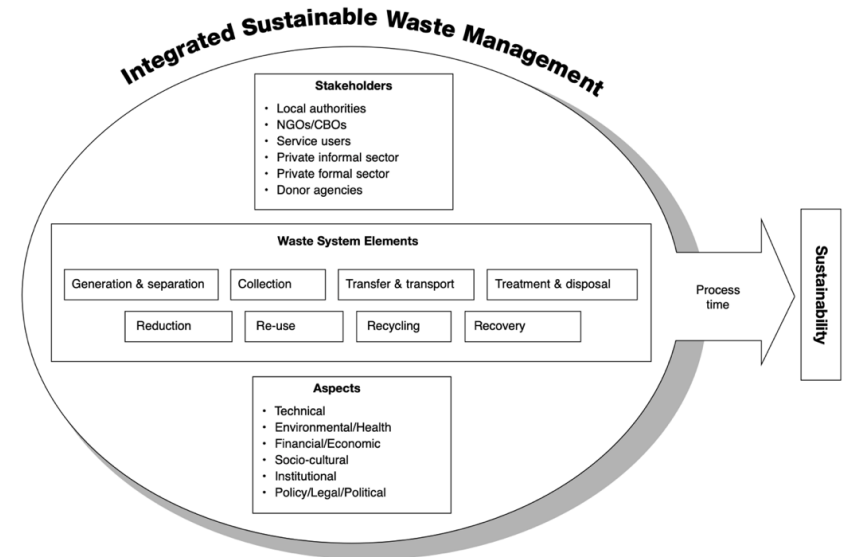 Integrated Sustainable Waste Management
Stakeholders
• Local authorities
• NGOs/CBOs
• Service users
• Private informal sector
• Private formal sector
• Donor agencies
Waste System Elements
Generation & separation
Collection
Transfer & transport
Treatment & disposal
Reduction
Re-use
Recycling
Recovery
Aspects
• Technical
• Environmental/Health
• Financial/Economic
• Socio-cultural
• Institutional
• Policy/Legal/Political
Process
time
Sustainability